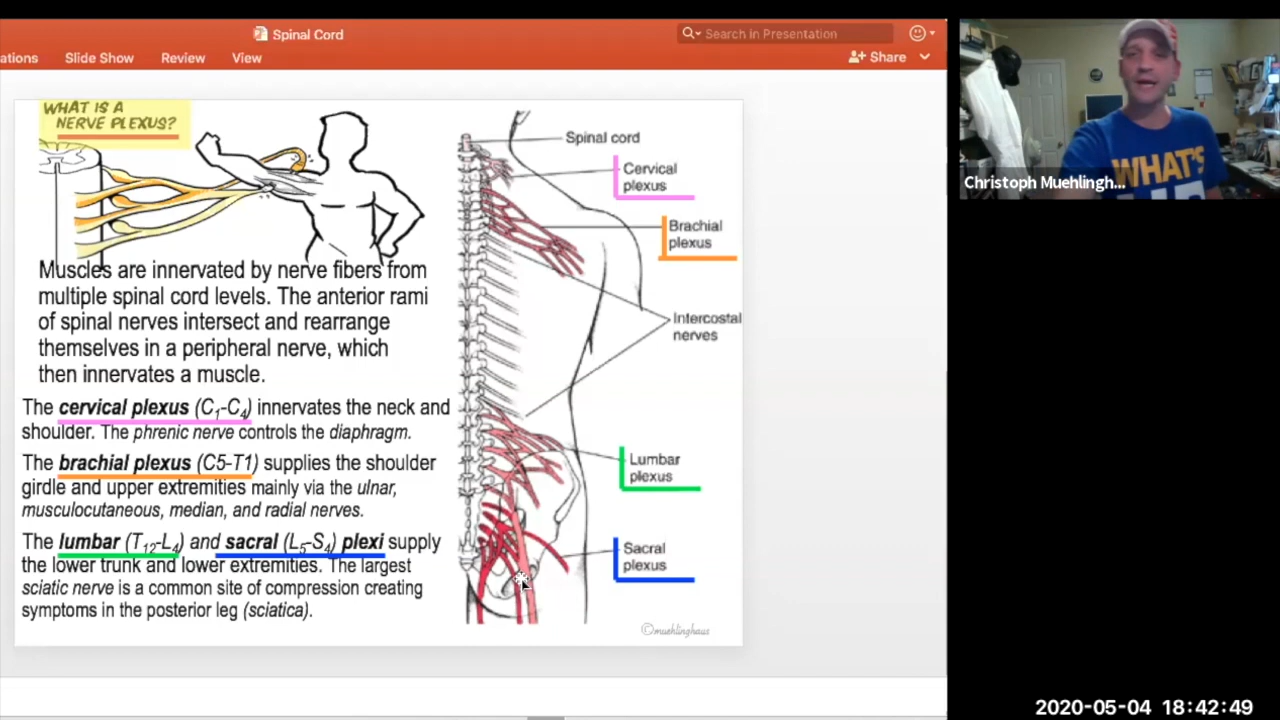 Spinal Cord
Search in Presentation
ations
Slide Show
Review
View
Share
WHAT IS A
NERVE PLEXUS?
Muscles are innervated by nerve fibers from
multiple spinal cord levels. The anterior rami
of spinal nerves intersect and rearrange
themselves in a peripheral nerve, which
then innervates a muscle.
The cervical plexus (C1-C4) innervates the neck and
shoulder. The phrenic nerve controls the diaphragm.
The brachial plexus (C5-T1) supplies the shoulder
girdle and upper extremities mainly via the ulnar,
musculocutaneous, median, and radial nerves.
The lumbar (T12-L4) and sacral (L5-S4) plexi supply
the lower trunk and lower extremities. The largest
sciatic nerve is a common site of compression creating
symptoms in the posterior leg (sciatica).
Spinal cord
Cervical
plexus
Brachial
plexus
Intercostal
nerves
Lumbar
plexus
Sacral
plexus
©muehlinghaus
WHAT'S
Christoph Muehlingh...
2020-05-04 18:42:49